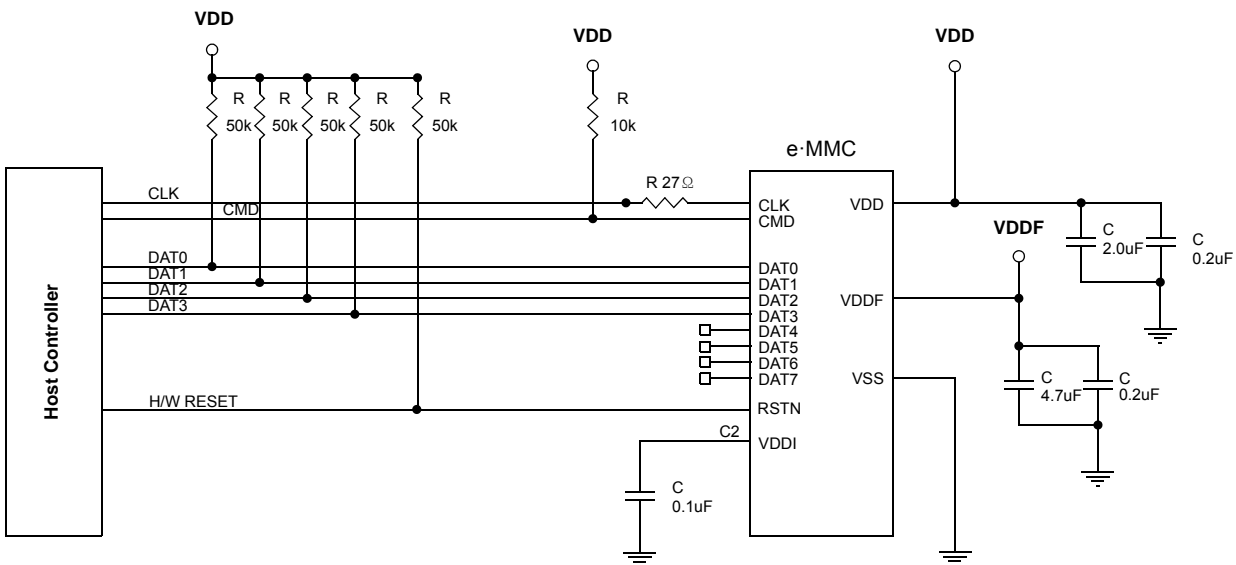 VDD
VDD
VDD
R R R R R
50k 50k 50k 50k 50k
R
10k
e·MMC
R 27Ω
CLK
CMD
CLK
CMD
VDD
VDDF
C
2.0uF
C
0.2uF
DAT0
DAT1
DAT2
DAT3
DAT0
DAT1
DAT2
DAT3
DAT4
DAT5
DAT6
DAT7
VDDF
VSS
C
4.7uF
C
0.2uF
Host Controller
H/W RESET
RSTN
C2
VDDI
C
0.1uF